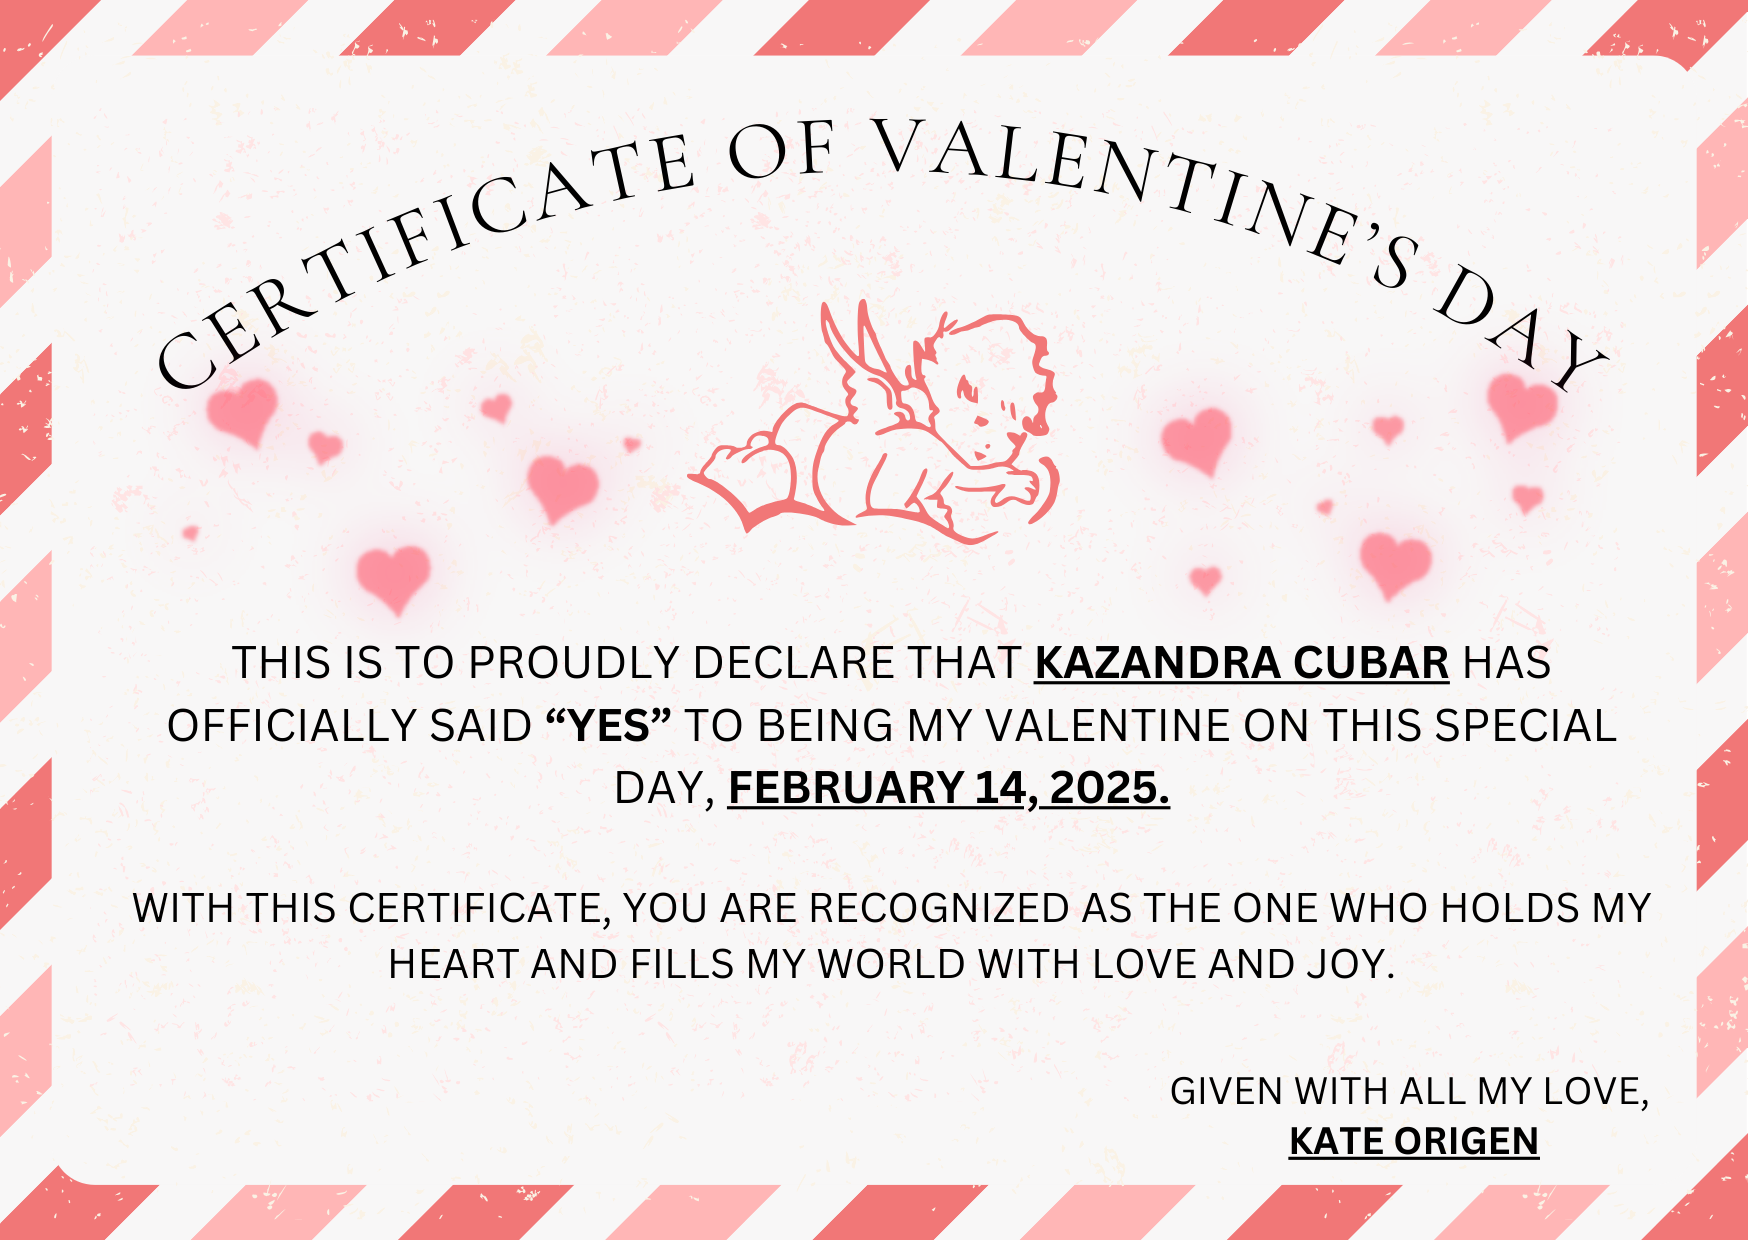 CERTIFICATE OF VALENTINE’S DAY
THIS IS TO PROUDLY DECLARE THAT KAZANDRA CUBAR HAS
OFFICIALLY SAID “YES” TO BEING MY VALENTINE ON THIS SPECIAL
DAY, FEBRUARY 14, 2025.
WITH THIS CERTIFICATE, YOU ARE RECOGNIZED AS THE ONE WHO HOLDS MY
HEART AND FILLS MY WORLD WITH LOVE AND JOY.
GIVEN WITH ALL MY LOVE,
KATE ORIGEN